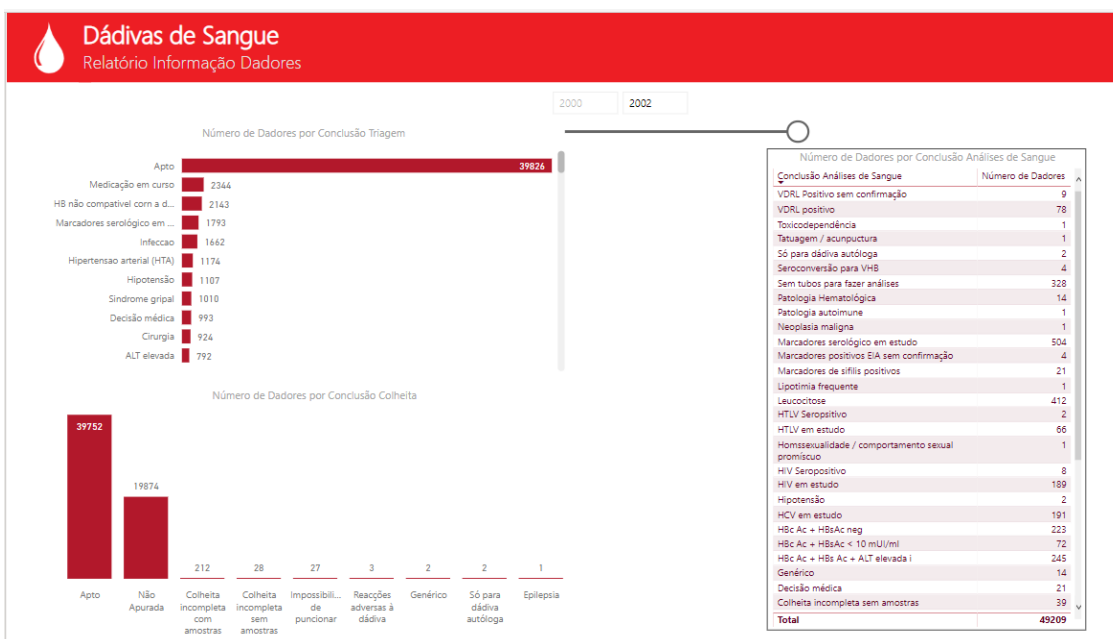 Dádivas de Sangue
Relatório Informação Dadores
2000 2002
Número de Dadores por Conclusão Triagem
Apto 39826
Medicação em curso 2344
HB não compativel com a d... 2143
Marcadores serológico em ... 1793
Infeccao 1662
Hipertensao arterial (HTA) 1174
Hipotensão 1107
Sindrome gripal 1010
Decisão médica 993
Cirurgia 924
ALT elevada 792
Número de Dadores por Conclusão Colheita
39752
19874
212 28 27 3 2 2 1
Apto Não Colheita Colheita Impossibili... Reacções Genérico Só para Epilepsia
Apurada incompleta incompleta de adversas à dádiva
com sem puncionar dádiva autóloga
amostras amostras
Número de Dadores por Conclusão Análises de Sangue
Conclusão Análises de Sangue Número de Dadores
VDRL Positivo sem confirmação 9
VDRL positivo 78
Toxicodependência 1
Tatuagem / acunpuctura 1
Só para dádiva autóloga 2
Seroconversão para VHB 4
Sem tubos para fazer análises 328
Patologia Hematológica 14
Patologia autoimune 1
Neoplasia maligna 1
Marcadores serológico em estudo 504
Marcadores positivos EIA sem confirmação 4
Marcadores de sifilis positivos 21
Lipotimia frequente 1
Leucocitose 412
HTLV Seropsitivo 2
HTLV em estudo 66
Homssexualidade / comportamento sexual 1
promíscuo
HIV Seropositivo 8
HIV em estudo 189
Hipotensão 2
HCV em estudo 191
HBc Ac + HBsAc neg 223
HBc Ac + HBsAc < 10 mUI/ml 72
HBc Ac + HBs Ac + ALT elevada i 245
Genérico 14
Decisão médica 21
Colheita incompleta sem amostras 39
Total 49209